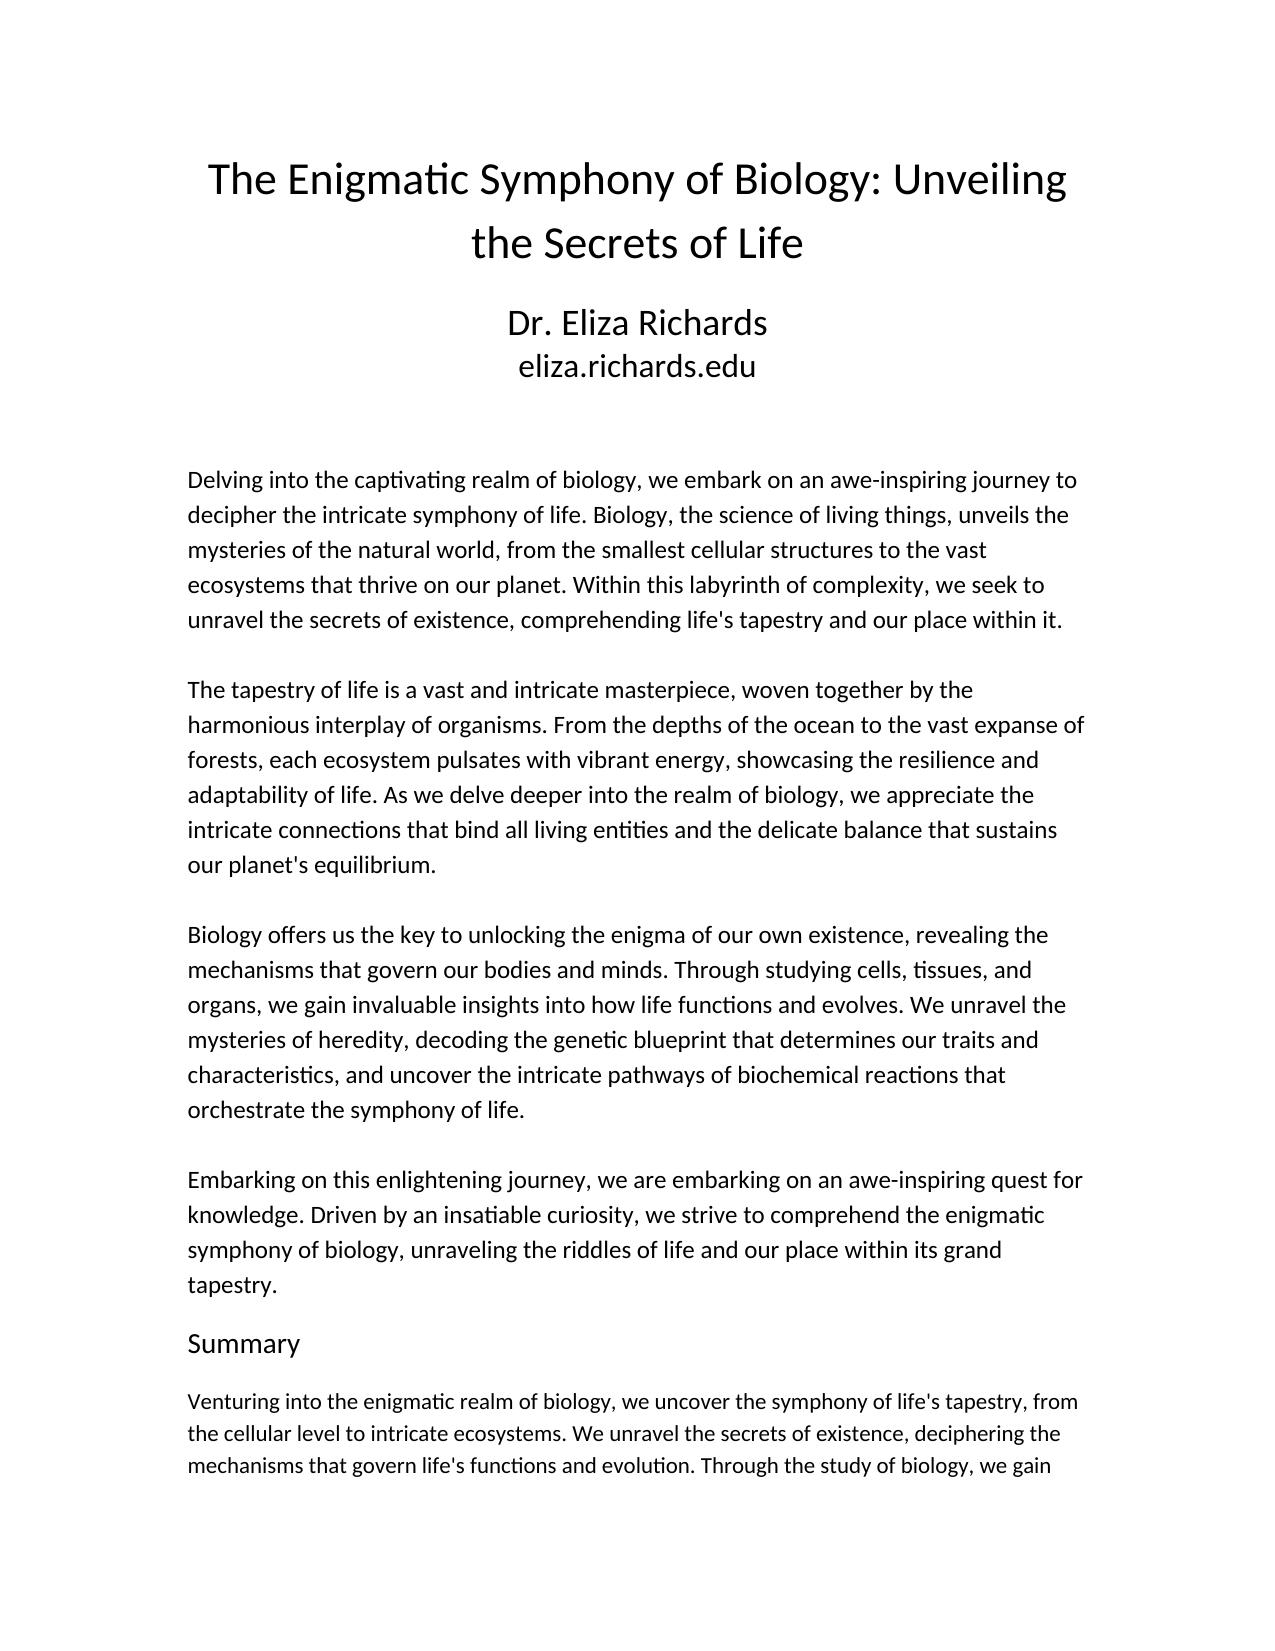 The Enigmatic Symphony of Biology: Unveiling
the Secrets of Life
Dr. Eliza Richards
eliza.richards.edu
Delving into the captivating realm of biology, we embark on an awe-inspiring journey to
decipher the intricate symphony of life. Biology, the science of living things, unveils the
mysteries of the natural world, from the smallest cellular structures to the vast
ecosystems that thrive on our planet. Within this labyrinth of complexity, we seek to
unravel the secrets of existence, comprehending life's tapestry and our place within it.
The tapestry of life is a vast and intricate masterpiece, woven together by the
harmonious interplay of organisms. From the depths of the ocean to the vast expanse of
forests, each ecosystem pulsates with vibrant energy, showcasing the resilience and
adaptability of life. As we delve deeper into the realm of biology, we appreciate the
intricate connections that bind all living entities and the delicate balance that sustains
our planet's equilibrium.
Biology offers us the key to unlocking the enigma of our own existence, revealing the
mechanisms that govern our bodies and minds. Through studying cells, tissues, and
organs, we gain invaluable insights into how life functions and evolves. We unravel the
mysteries of heredity, decoding the genetic blueprint that determines our traits and
characteristics, and uncover the intricate pathways of biochemical reactions that
orchestrate the symphony of life.
Embarking on this enlightening journey, we are embarking on an awe-inspiring quest for
knowledge. Driven by an insatiable curiosity, we strive to comprehend the enigmatic
symphony of biology, unraveling the riddles of life and our place within its grand
tapestry.
Summary
Venturing into the enigmatic realm of biology, we uncover the symphony of life's tapestry, from
the cellular level to intricate ecosystems. We unravel the secrets of existence, deciphering the
mechanisms that govern life's functions and evolution. Through the study of biology, we gain